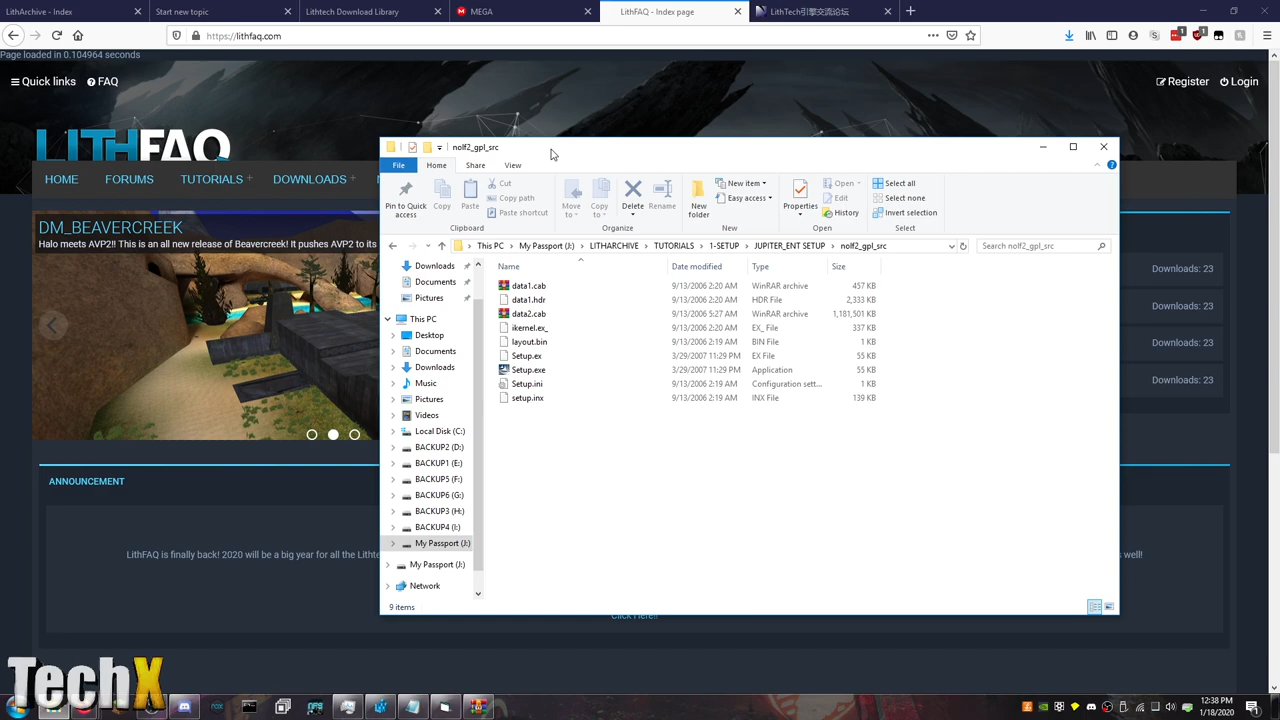 LithArchive - Index
Start new topic
Lithtech Download Library
MEGA
LithFAQ - Index page
LithTech引擎交流论坛
https://lithfaq.com
Page loaded in 0.104964 seconds
Quick links FAQ
Register Login
LITHFAQ
HOME FORUMS TUTORIALS DOWNLOADS
DM_BEAVERCREEK
Halo meets AVP2!! This is an all new release of Beavercreek! It pushes AVP2 to its
Downloads: 23
Downloads: 23
Downloads: 23
Downloads: 23
ANNOUNCEMENT
LithFAQ is finally back! 2020 will be a big year for all the Lithte
s well!
Click Here!!
nolf2_gpl_src
File Home Share View
Pin to Quick access
Copy
Paste
Cut
Copy path
Paste shortcut
Clipboard
Move to
Copy to
Delete
Rename
Organize
New folder
New item
Easy access
New
Properties
Open
Edit
History
Open
Select all
Select none
Invert selection
Select
This PC My Passport (J:) LITHARCHIVE TUTORIALS 1-SETUP JUPITER_ENT SETUP nolf2_gpl_src
Search nolf2_gpl_src
Downloads
Documents
Pictures
This PC
Desktop
Documents
Downloads
Music
Pictures
Videos
Local Disk (C:)
BACKUP2 (D:)
BACKUP1 (E:)
BACKUP5 (F:)
BACKUP6 (G:)
BACKUP3 (H:)
BACKUP4 (I:)
My Passport (J:)
My Passport (J:)
Network
Name Date modified Type Size
data1.cab 9/13/2006 2:20 AM WinRAR archive 457 KB
data1.hdr 9/13/2006 2:20 AM HDR File 2,333 KB
data2.cab 9/13/2006 5:27 AM WinRAR archive 1,181,501 KB
ikernel.ex_ 9/13/2006 2:20 AM EX_ File 337 KB
layout.bin 9/13/2006 2:19 AM BIN File 1 KB
Setup.ex 3/29/2007 11:29 PM EX File 55 KB
Setup.exe 3/29/2007 11:29 PM Application 55 KB
Setup.ini 9/13/2006 2:19 AM Configuration sett... 1 KB
setup.inx 9/13/2006 2:19 AM INX File 139 KB
9 items
TechX
12:38 PM
1/18/2020